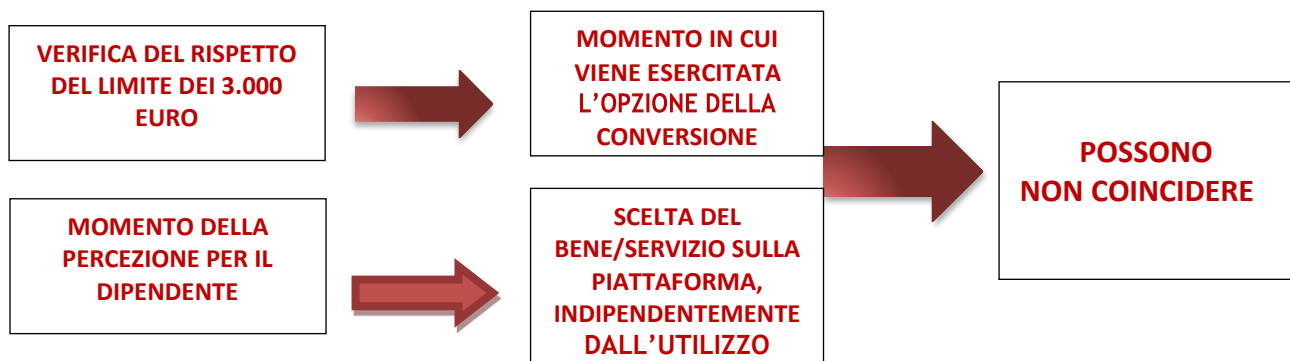 VERIFICA DEL RISPETTO
DEL LIMITE DEI 3.000
EURO
MOMENTO IN CUI
VIENE ESERCITATA
L’OPZIONE DELLA
CONVERSIONE
POSSONO
NON COINCIDERE
MOMENTO DELLA
PERCEZIONE PER IL
DIPENDENTE
SCELTA DEL
BENE/SERVIZIO SULLA
PIATTAFORMA,
INDIPENDENTEMENTE
DALL’UTILIZZO